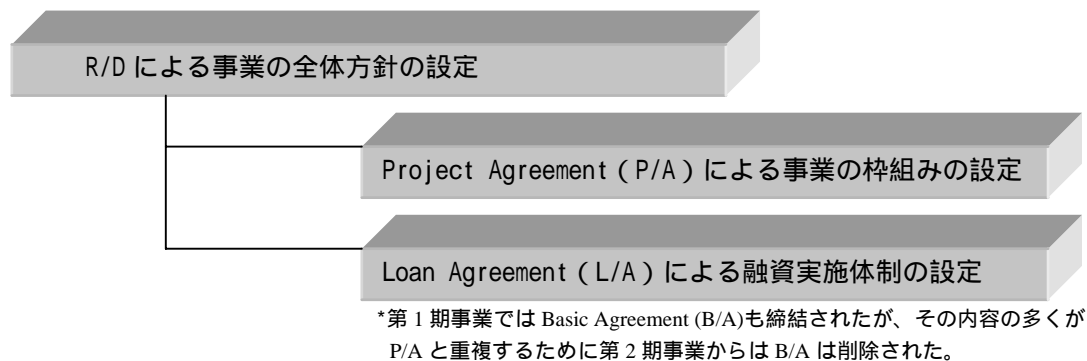 R/D による事業の全体方針の設定
Project Agreement（P/A）による事業の枠組みの設定
Loan Agreement（L/A）による融資実施体制の設定
*第 1 期事業では Basic Agreement (B/A)も締結されたが、その内容の多くが
P/A と重複するために第 2 期事業からは B/A は削除された。